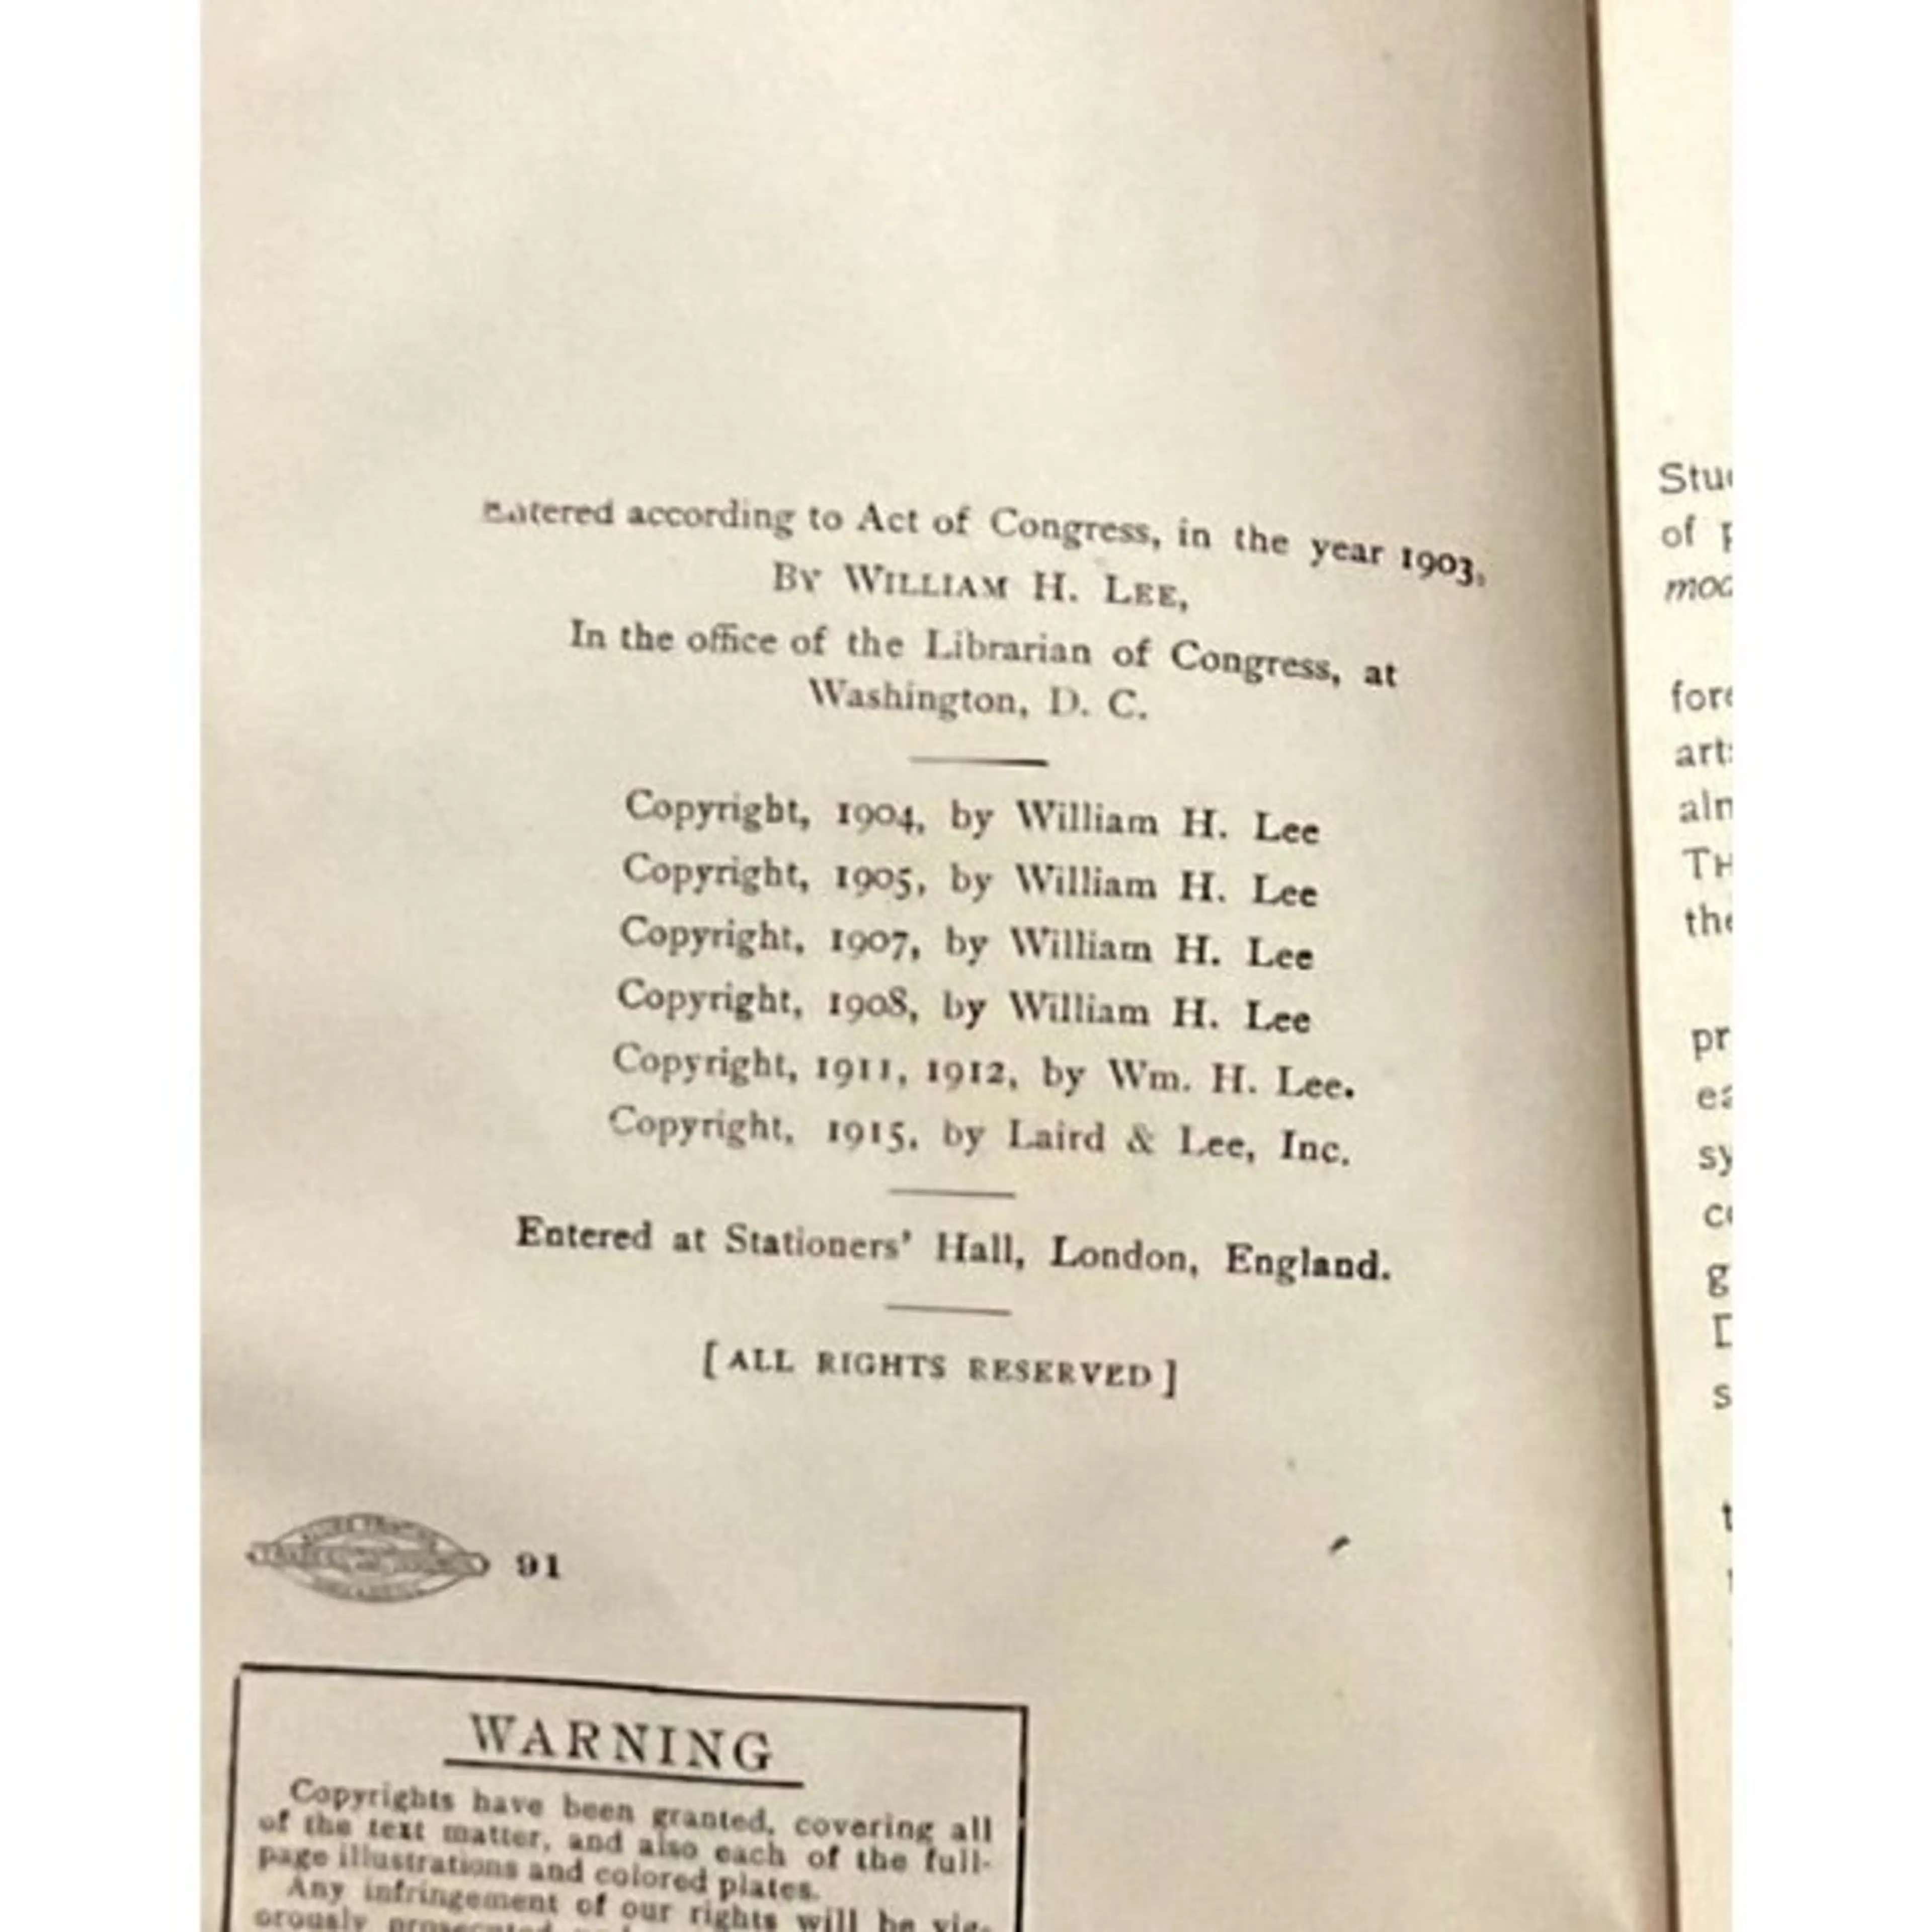 Entered according to Act of Congress, in the year 1903,
BY WILLIAM H. LEE,
In the office of the Librarian of Congress, at
Washington, D. C.
Copyright, 1904, by William H. Lee
Copyright, 1905, by William H. Lee
Copyright, 1907, by William H. Lee
Copyright, 1908, by William H. Lee
Copyright, 1911, 1912, by Wm. H. Lee.
Copyright, 1915, by Laird & Lee, Inc.
Entered at Stationers' Hall, London, England.
[ALL RIGHTS RESERVED]
91
WARNING
Copyrights have been granted, covering all
of the text matter, and also each of the full-
page illustrations and colored plates.
Any infringement of our rights will be vig-
orously prosecuted
of
the